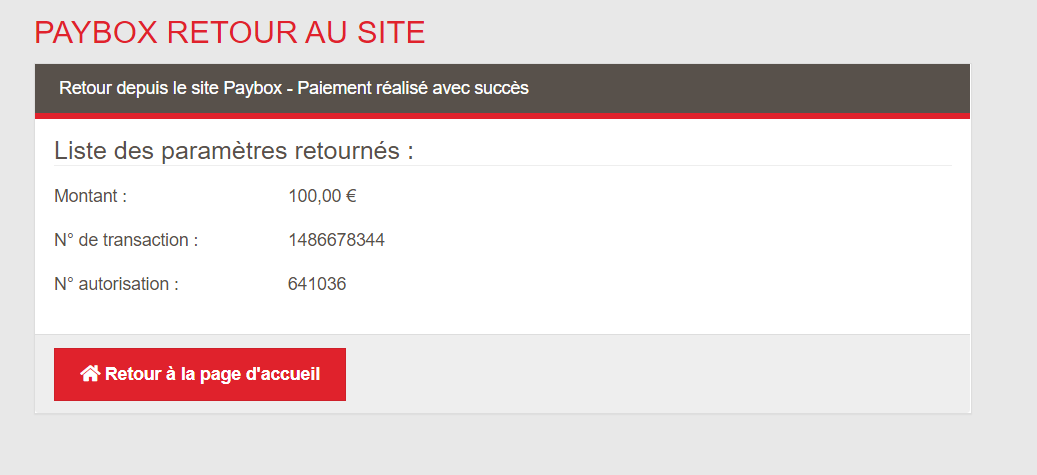 PAYBOX RETOUR AU SITE
Retour depuis le site Paybox - Paiement réalisé avec succès
Liste des paramètres retournés :
Montant : 100,00 €
N° de transaction : 1486678344
N° autorisation : 641036
Retour à la page d'accueil